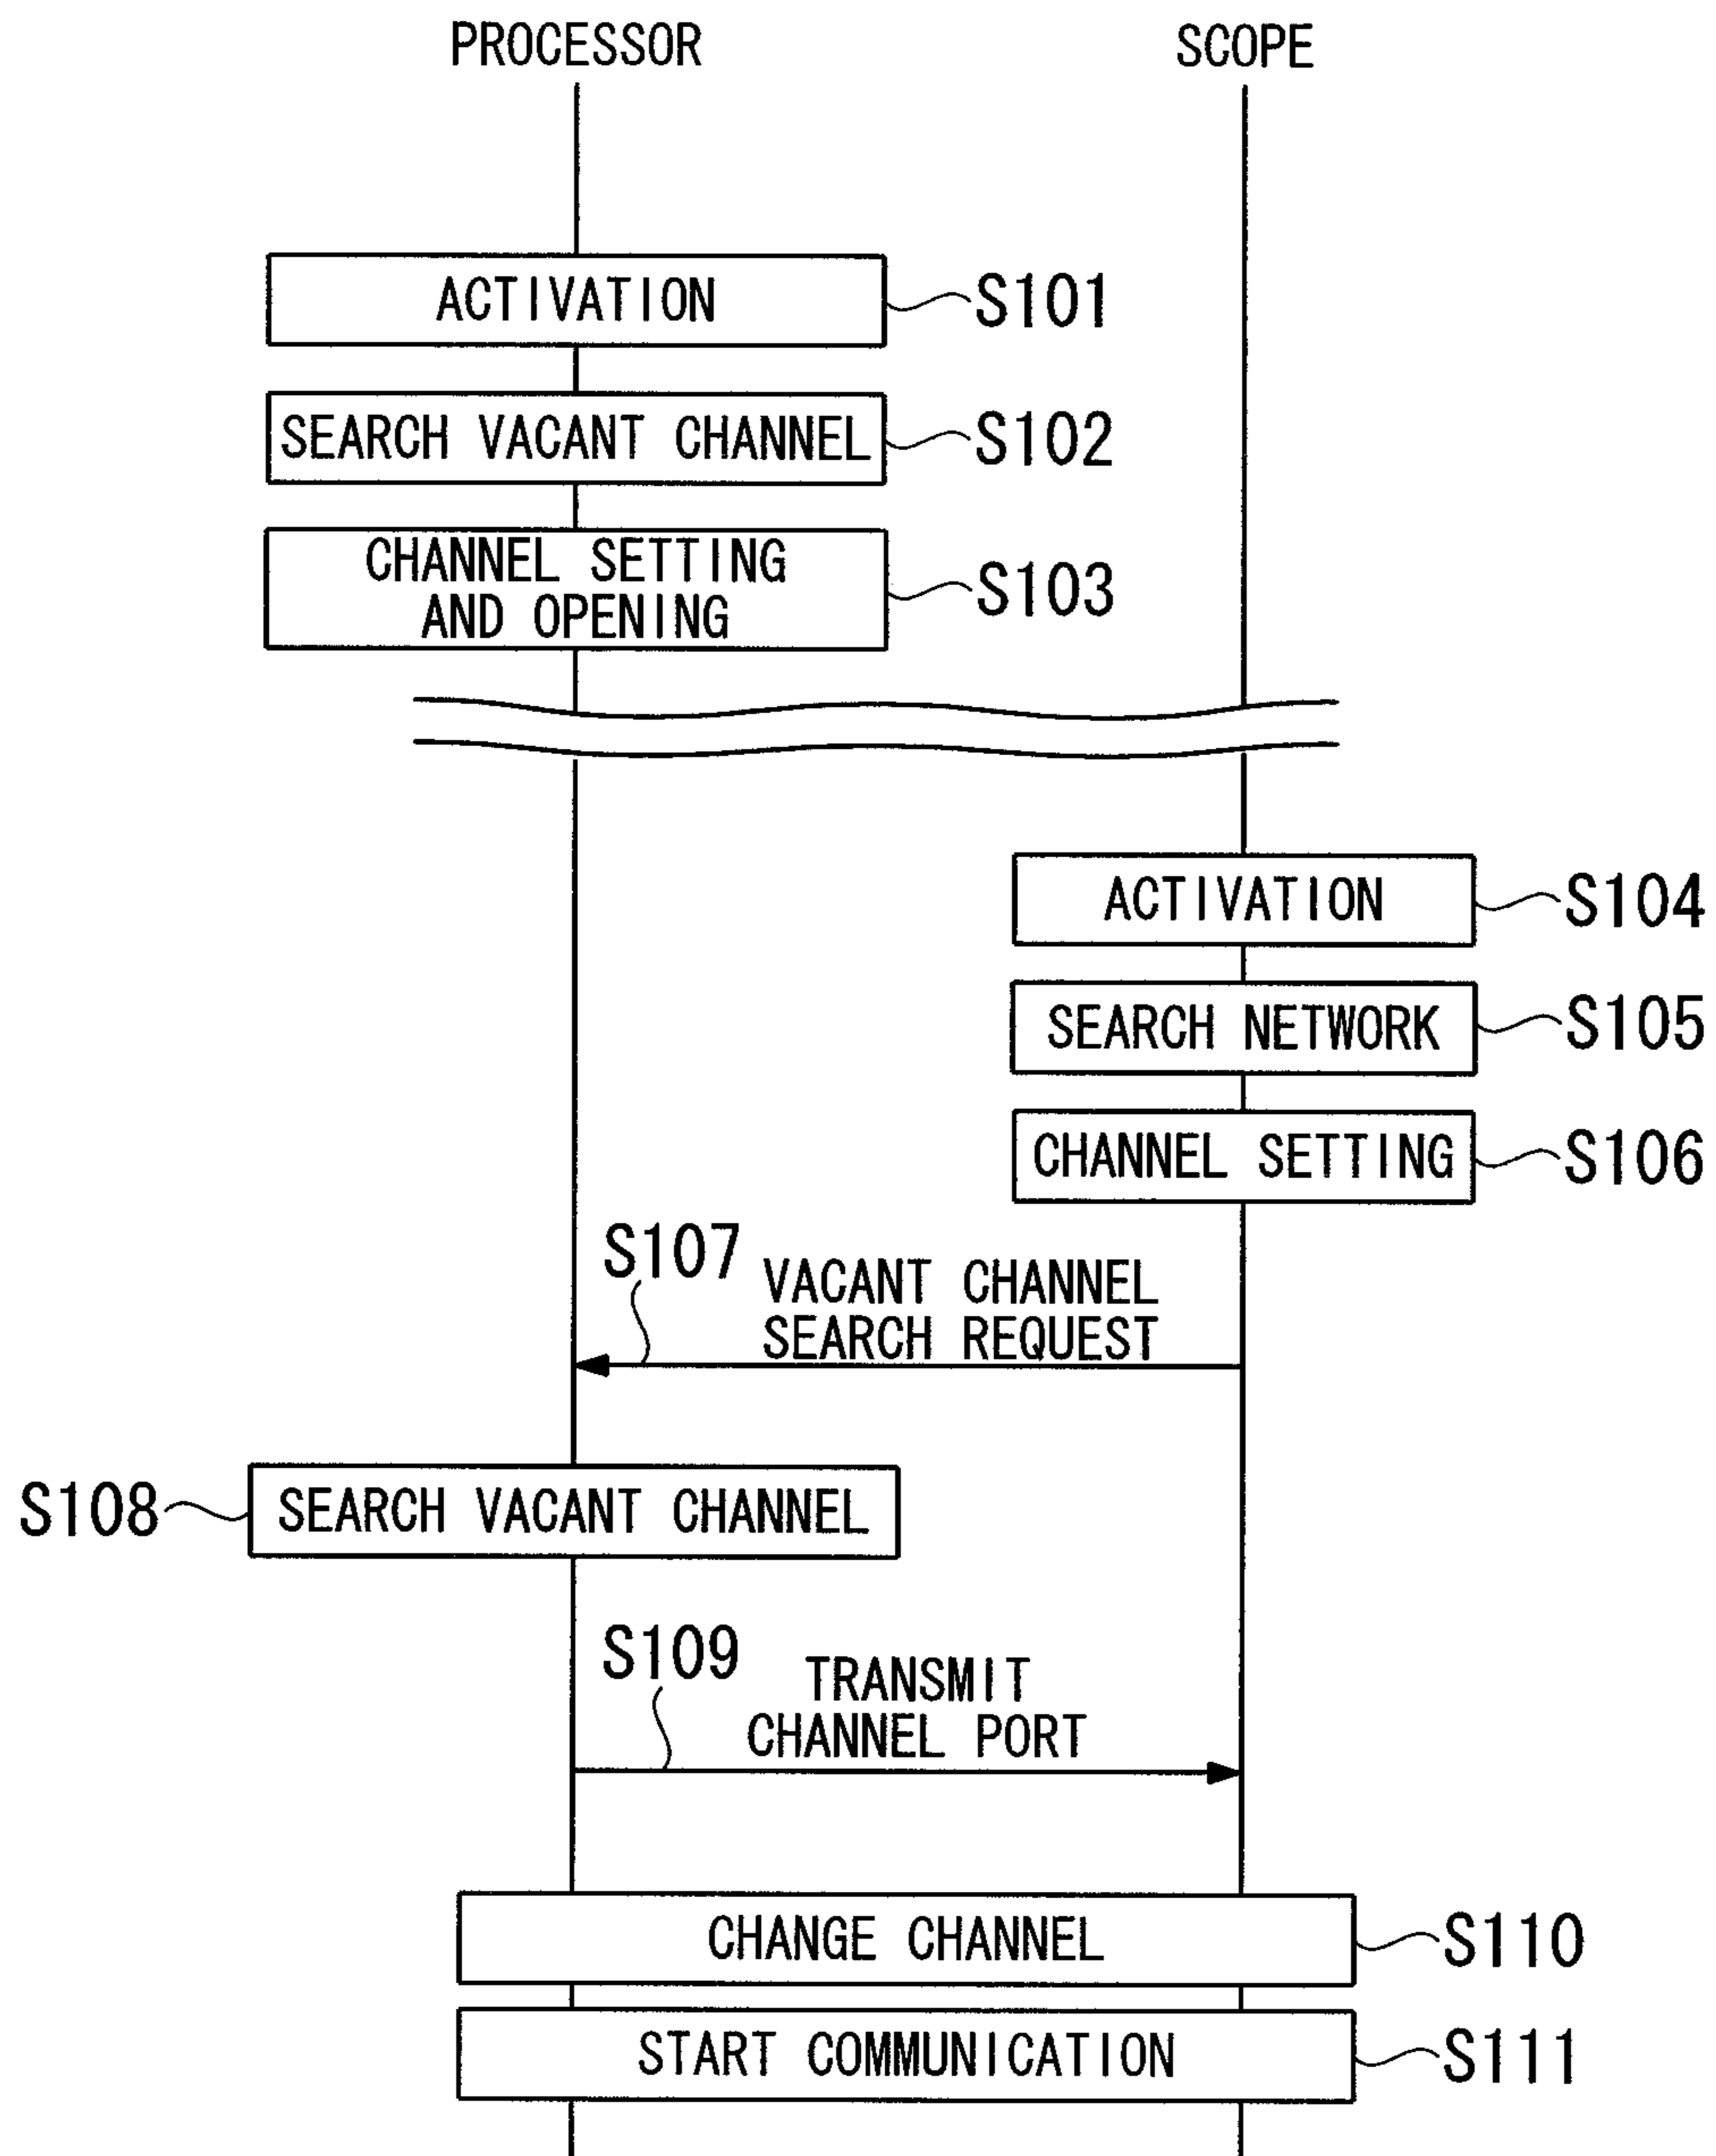 PROCESSOR
SCOPE
ACTIVATION
S101
SEARCH VACANT CHANNEL
S102
CHANNEL SETTING
AND OPENING
S103
ACTIVATION
S104
SEARCH NETWORK
S105
CHANNEL SETTING
S106
S107
VACANT CHANNEL
SEARCH REQUEST
S108
SEARCH VACANT CHANNEL
S109
TRANSMIT
CHANNEL PORT
CHANGE CHANNEL
S110
START COMMUNICATION
S111